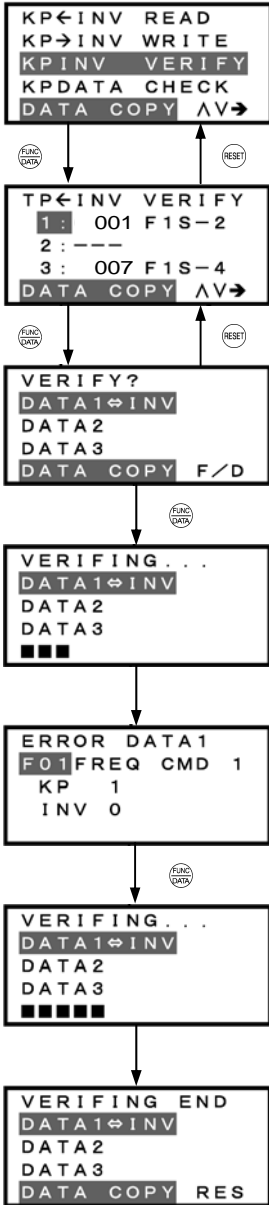 KP←INV READ
KP→INV WRITE
KPINV VERIFY
KPDATA CHECK
DATA COPY ∧∨➔
FUNC
DATA
RESET
TP←INV VERIFY
1: 001 F1S−2
2:−−−
3: 007 F1S−4
DATA COPY ∧∨➔
FUNC
DATA
RESET
VERIFY?
DATA1⇔INV
DATA2
DATA3
DATA COPY F/D
FUNC
DATA
VERIFING...
DATA1⇔INV
DATA2
DATA3
■■■
ERROR DATA1
F01FREQ CMD 1
KP 1
INV 0
FUNC
DATA
VERIFING...
DATA1⇔INV
DATA2
DATA3
■■■■■
VERIFING END
DATA1⇔INV
DATA2
DATA3
DATA COPY RES